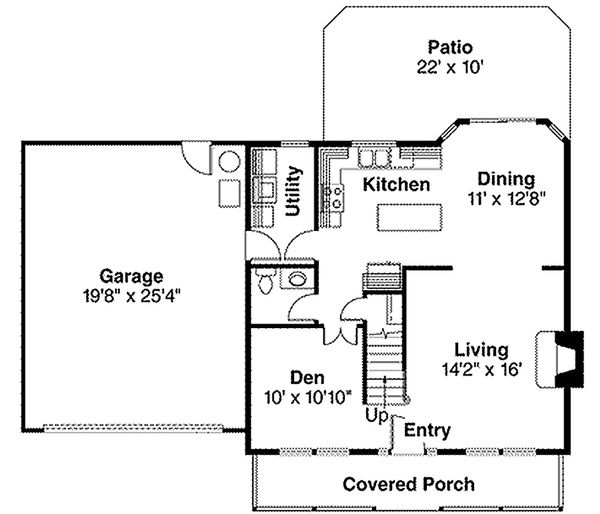 Patio
22' x 10'
Kitchen
Dining
11' x 12'8"
Utility
Garage
19'8" x 25'4"
Living
14'2" x 16'
Den
10' x 10'10"
Up
Entry
Covered Porch